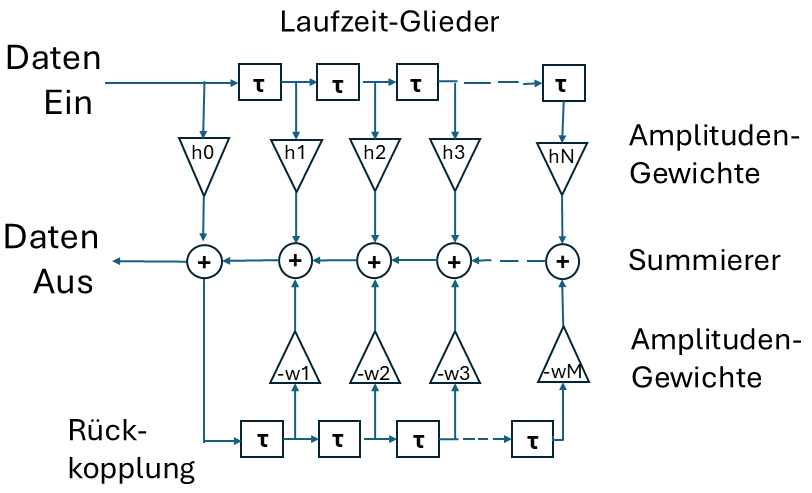 Laufzeit-Glieder
Daten
Ein
τ τ τ τ
h0 h1 h2 h3 hN
Amplituden-
Gewichte
Daten
Aus
+ + + + +
Summierer
-w1 -w2 -w3 -wM
Amplituden-
Gewichte
Rück-
kopplung
τ τ τ τ